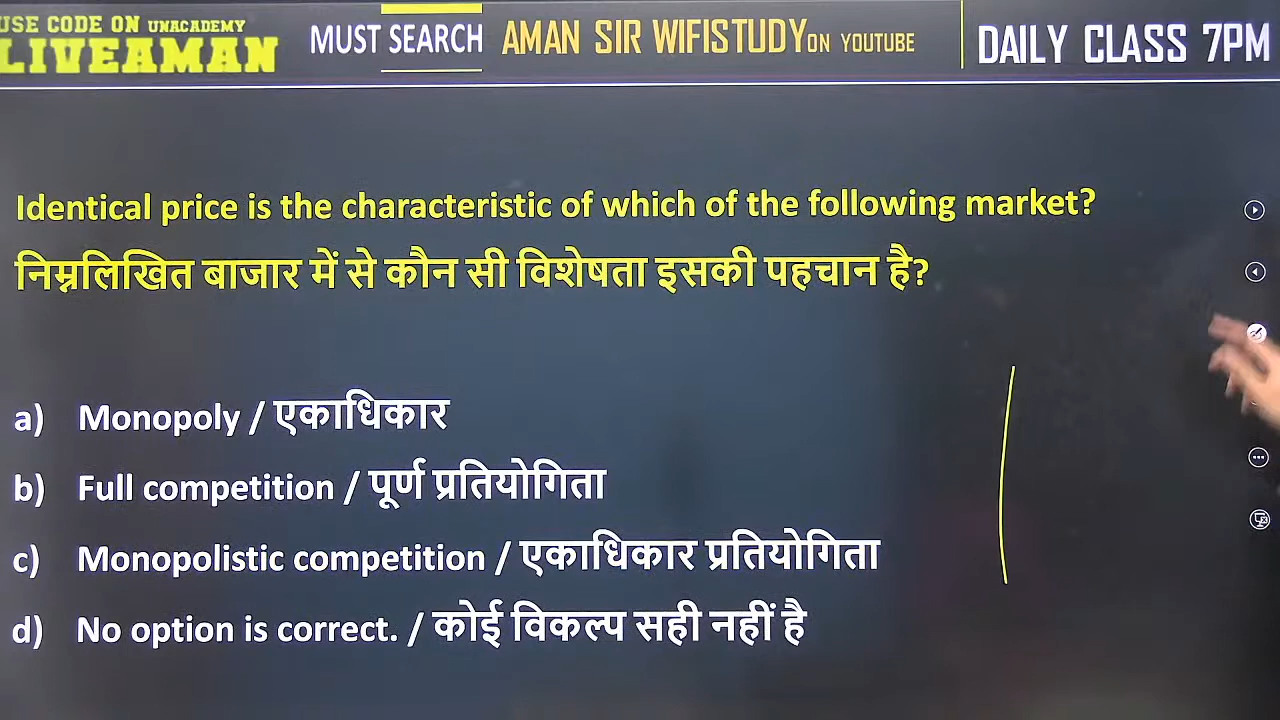 USE CODE ON UNACADEMY
LIVEAMAN
MUST SEARCH
AMAN SIR WIFISTUDY ON YOUTUBE
DAILY CLASS 7PM
Identical price is the characteristic of which of the following market?
निम्नलिखित बाजार में से कौन सी विशेषता इसकी पहचान है?
a) Monopoly / एकाधिकार
b) Full competition / पूर्ण प्रतियोगिता
c) Monopolistic competition / एकाधिकार प्रतियोगिता
d) No option is correct. / कोई विकल्प सही नहीं है